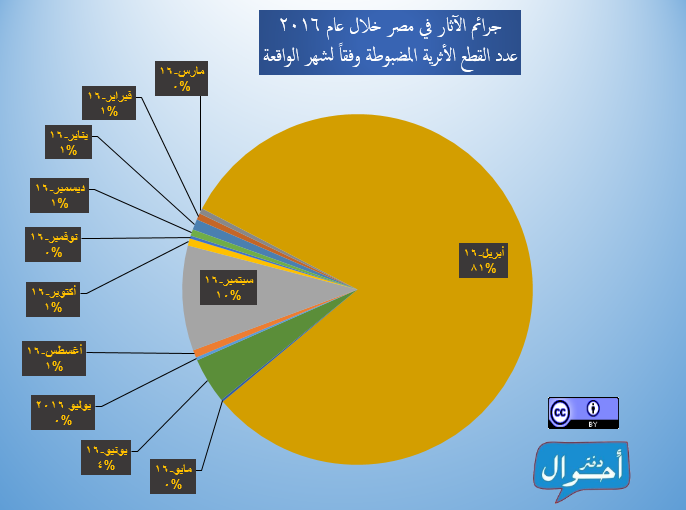 جرائم الآثار في مصر خلال عام ٢٠١٦
عدد القطع الأثرية المضبوطة وفقاً لشهر الواقعة
مارس-١٦
٠%
فبراير-١٦
١%
يناير-١٦
١%
ديسمبر-١٦
١%
نوفمبر-١٦
٠%
أكتوبر-١٦
١%
سبتمبر-١٦
١٠%
أغسطس-١٦
١%
يوليو ٢٠١٦
٠%
يونيو-١٦
٤%
مايو-١٦
٠%
أبريل-١٦
٨١%
cc
BY
دفتر
أحوال